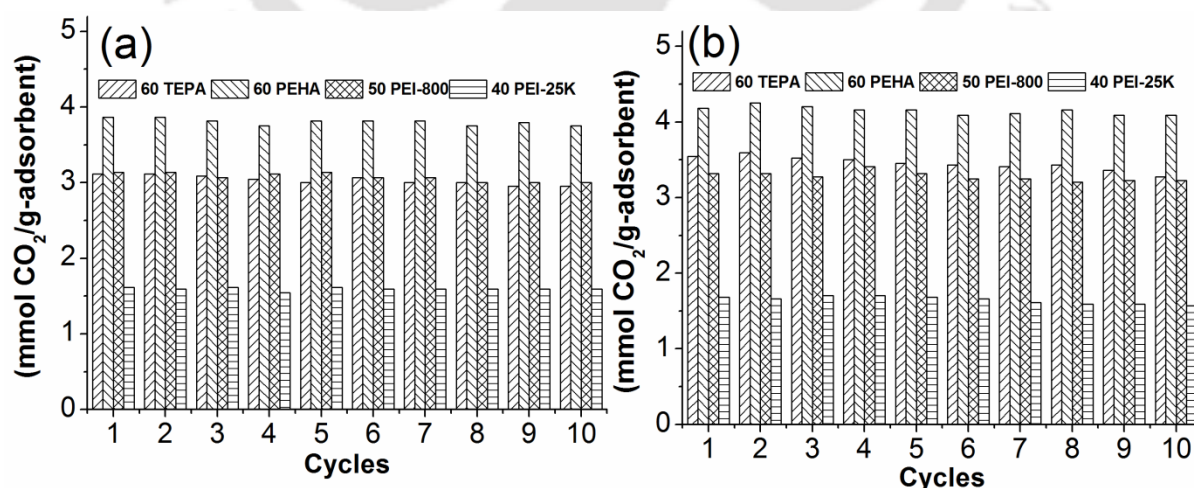 (a)
60 TEPA 60 PEHA 50 PEI-800 40 PEI-25K
(mmol CO₂/g-adsorbent)
5
4
3
2
1
0
1 2 3 4 5 6 7 8 9 10
Cycles
(b)
60 TEPA 60 PEHA 50 PEI-800 40 PEI-25K
(mmol CO₂/g-adsorbent)
5
4
3
2
1
0
1 2 3 4 5 6 7 8 9 10
Cycles